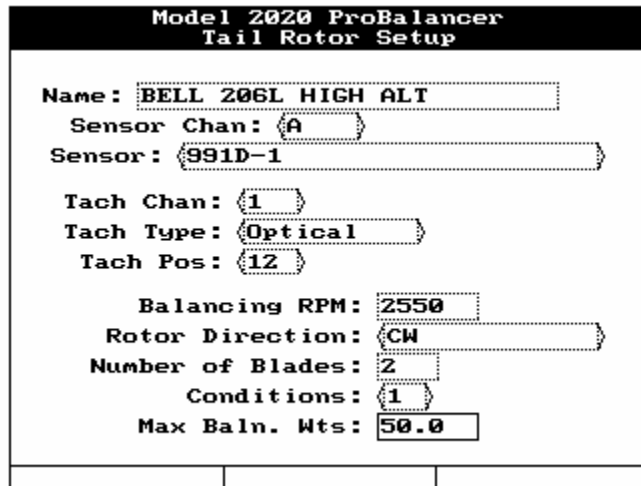 Model 2020 ProBalancer
Tail Rotor Setup
Name: BELL 206L HIGH ALT
Sensor Chan: A
Sensor: 991D-1
Tach Chan: 1
Tach Type: Optical
Tach Pos: 12
Balancing RPM: 2550
Rotor Direction: CW
Number of Blades: 2
Conditions: 1
Max Baln. Wts: 50.0